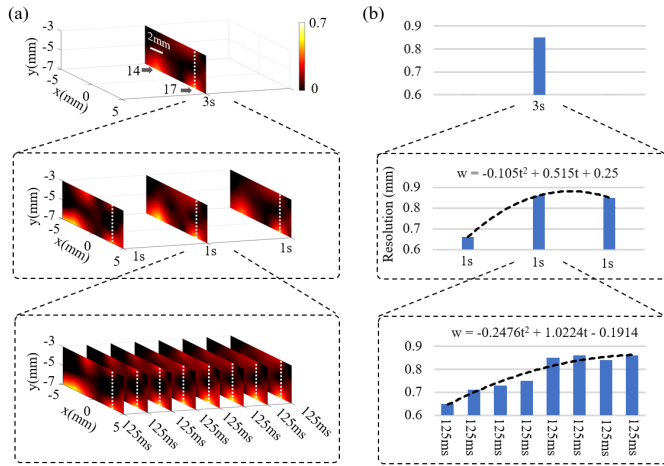 (a)
-3
-5
-7
y(mm)
-5
0
5
x(mm)
2mm
14
17
3s
0.7
0
-3
-5
-7
y(mm)
-5
0
5
x(mm)
1s
1s
1s
-3
-5
-7
y(mm)
-5
0
5
x(mm)
125ms
125ms
125ms
125ms
125ms
125ms
125ms
125ms
(b)
0.9
0.8
0.7
0.6
3s
Resolution (mm)
w = -0.105t² + 0.515t + 0.25
0.9
0.8
0.7
0.6
1s
1s
1s
w = -0.2476t² + 1.0224t - 0.1914
0.9
0.8
0.7
0.6
125ms
125ms
125ms
125ms
125ms
125ms
125ms
125ms